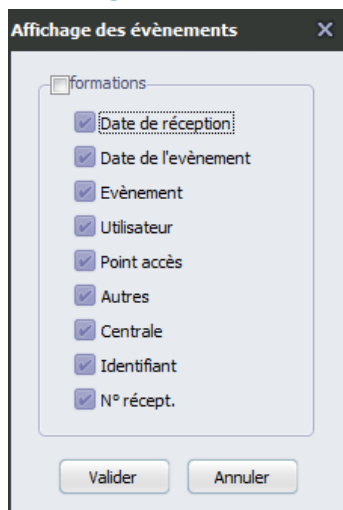 Affichage des évènements
formations
Date de réception
Date de l'evènement
Evènement
Utilisateur
Point accès
Autres
Centrale
Identifiant
N° récept.
Valider
Annuler